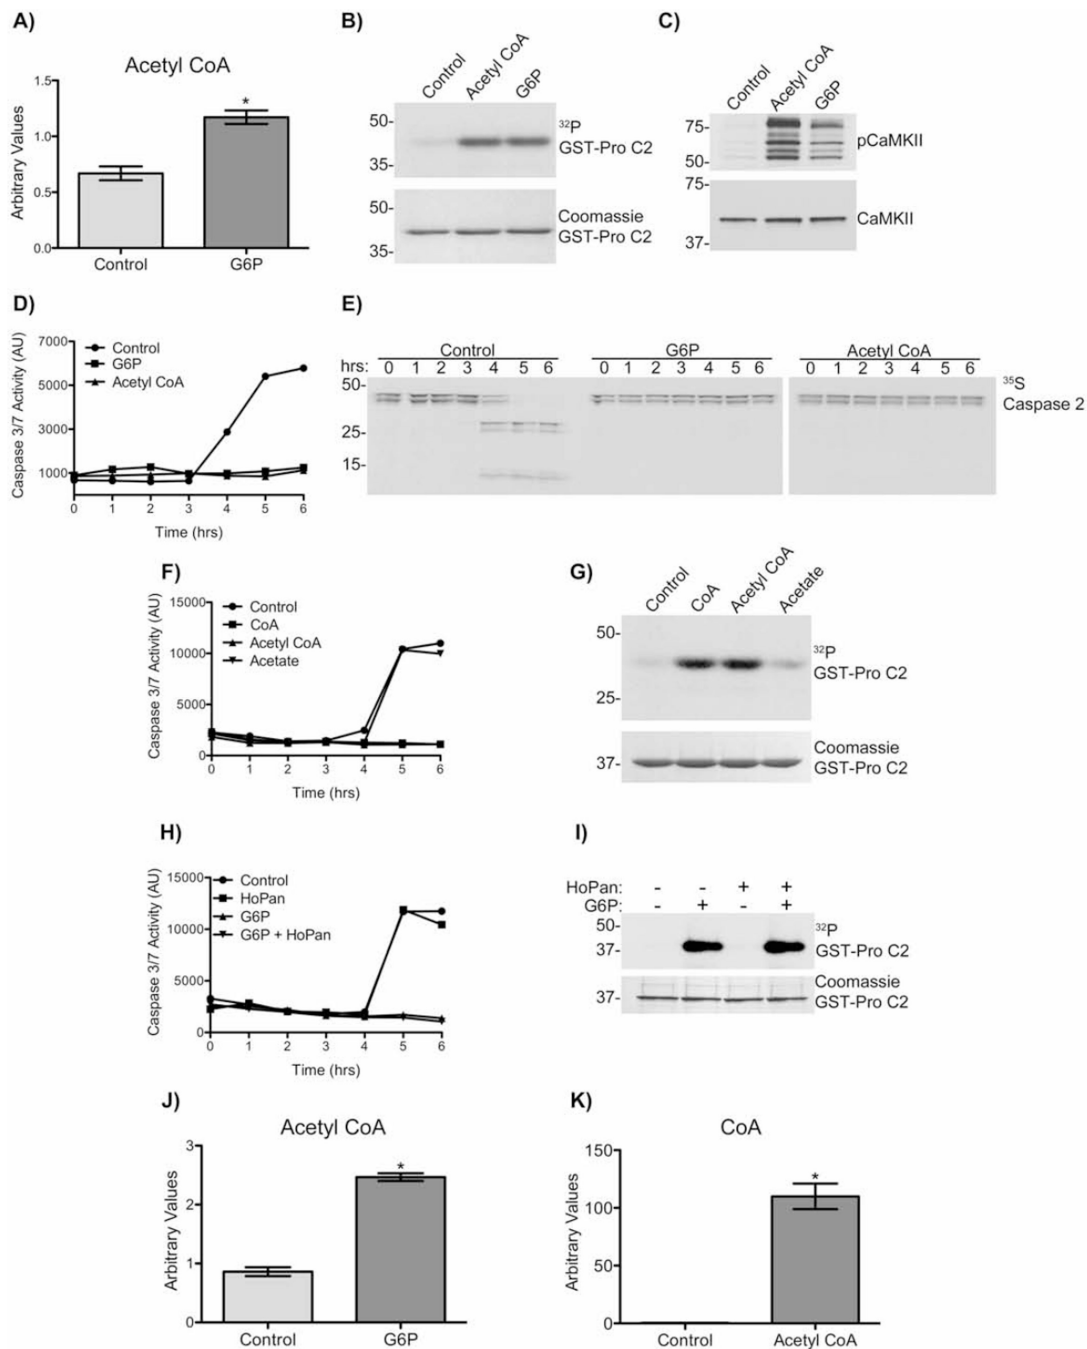 A)
Acetyl CoA
Arbitrary Values
1.5
1.0
0.5
0.0
*
Control
G6P
B)
Control
Acetyl CoA
G6P
50-
35-
32P
GST-Pro C2
50-
35-
Coomassie
GST-Pro C2
C)
Control
Acetyl CoA
G6P
75-
50-
pCaMKII
75-
37-
CaMKII
D)
Caspase 3/7 Activity (AU)
7000
5000
3000
1000
Control
G6P
Acetyl CoA
0 1 2 3 4 5 6
Time (hrs)
E)
Control G6P Acetyl CoA
hrs: 0 1 2 3 4 5 6 0 1 2 3 4 5 6 0 1 2 3 4 5 6
50-
25-
15-
35S
Caspase 2
F)
Caspase 3/7 Activity (AU)
15000
10000
5000
0
Control
CoA
Acetyl CoA
Acetate
0 1 2 3 4 5 6
Time (hrs)
G)
Control
CoA
Acetyl CoA
Acetate
50-
25-
32P
GST-Pro C2
37-
Coomassie
GST-Pro C2
H)
Caspase 3/7 Activity (AU)
15000
10000
5000
0
Control
HoPan
G6P
G6P + HoPan
0 1 2 3 4 5 6
Time (hrs)
I)
HoPan: - - + +
G6P: - + - +
50-
37-
32P
GST-Pro C2
37-
Coomassie
GST-Pro C2
J)
Acetyl CoA
Arbitrary Values
3
2
1
0
*
Control
G6P
K)
CoA
Arbitrary Values
150
100
50
0
*
Control
Acetyl CoA